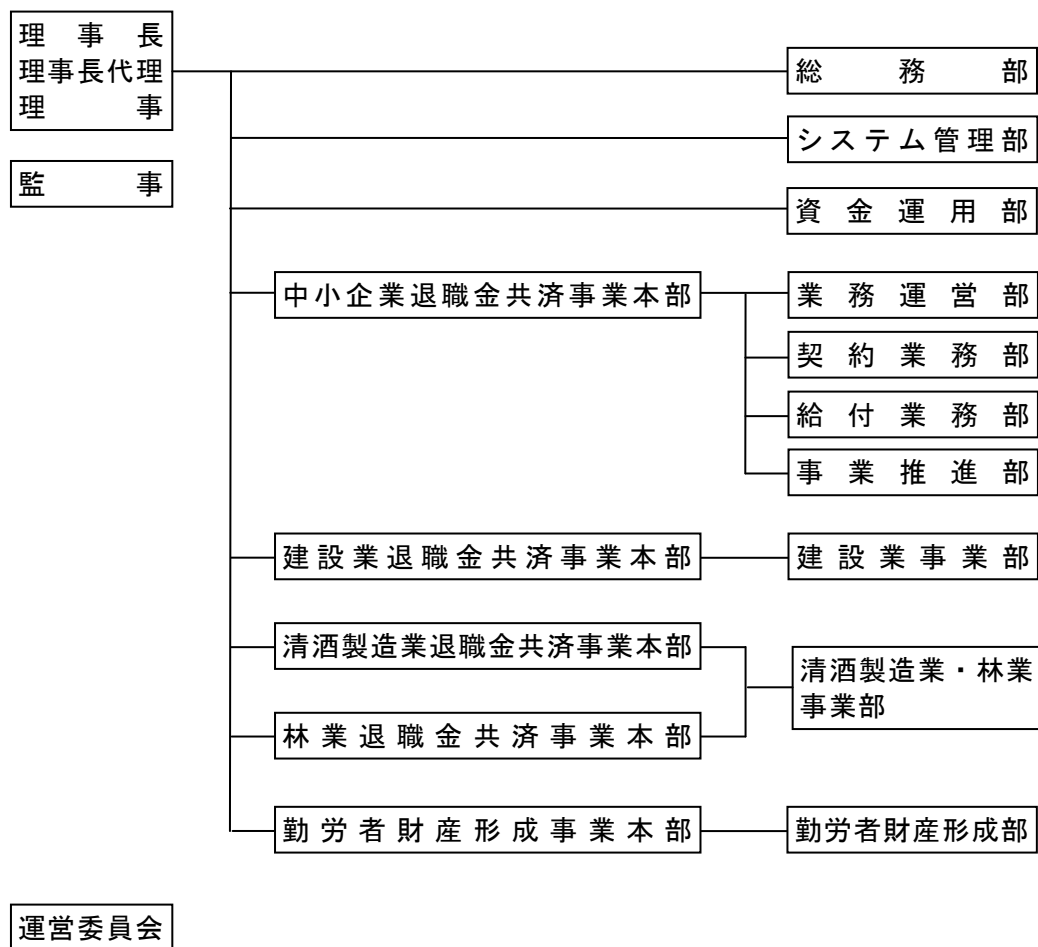 理事長
理事長代理
理事
総務部
システム管理部
監事
資金運用部
中小企業退職金共済事業本部
業務運営部
契約業務部
給付業務部
事業推進部
建設業退職金共済事業本部
建設業事業部
清酒製造業退職金共済事業本部
清酒製造業・林業
事業部
林業退職金共済事業本部
勤労者財産形成事業本部
勤労者財産形成部
運営委員会